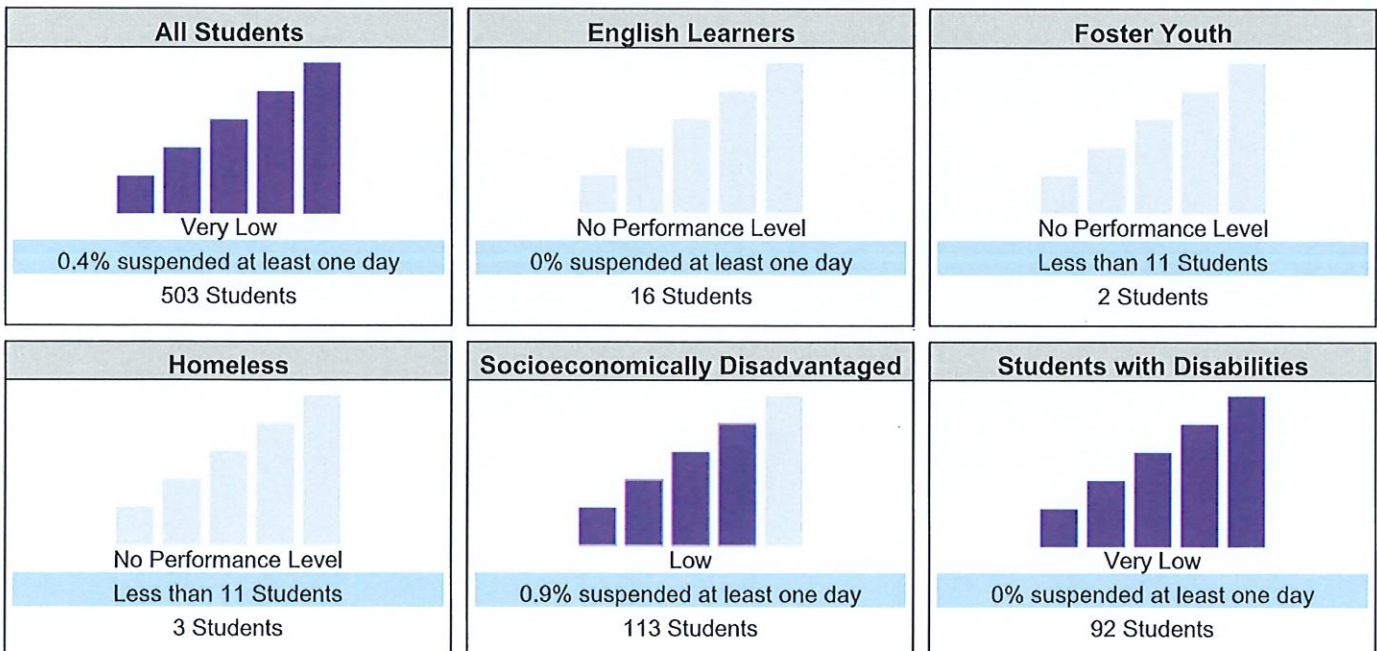 All Students
Very Low
0.4% suspended at least one day
503 Students
English Learners
No Performance Level
0% suspended at least one day
16 Students
Foster Youth
No Performance Level
Less than 11 Students
2 Students
Homeless
No Performance Level
Less than 11 Students
3 Students
Socioeconomically Disadvantaged
Low
0.9% suspended at least one day
113 Students
Students with Disabilities
Very Low
0% suspended at least one day
92 Students